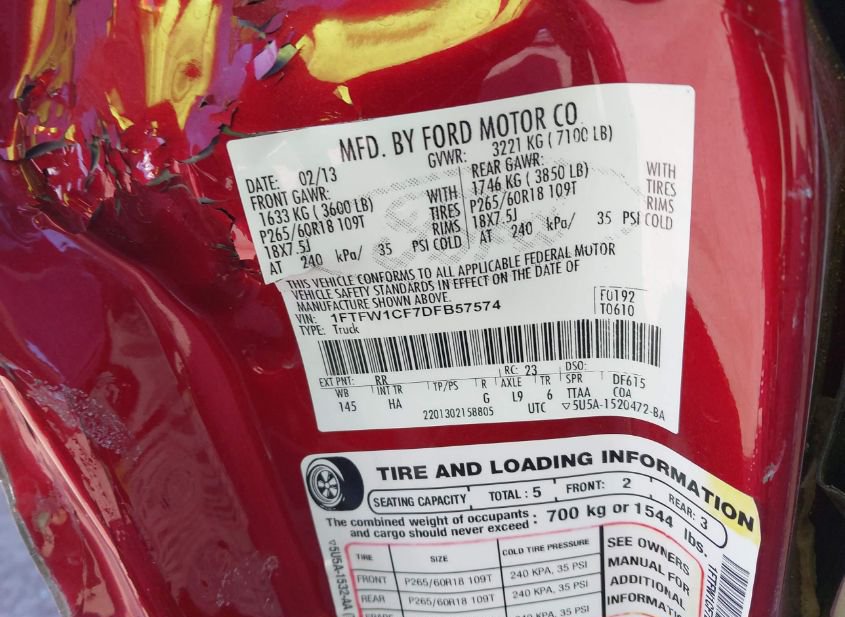 MFD. BY FORD MOTOR CO
DATE: 02/13
GVWR: 3221 KG ( 7100 LB)
FRONT GAWR:
1633 KG ( 3600 LB)
P265/60R18 109T
18X7.5J
AT 240 kPa/ 35 PSI COLD
WITH
TIRES
RIMS
REAR GAWR:
1746 KG ( 3850 LB)
P265/60R18 109T
18X7.5J
AT 240 kPa/ 35 PSI COLD
WITH
TIRES
RIMS
THIS VEHICLE CONFORMS TO ALL APPLICABLE FEDERAL MOTOR
VEHICLE SAFETY STANDARDS IN EFFECT ON THE DATE OF
MANUFACTURE SHOWN ABOVE.
VIN: 1FTFW1CF7DFB57574
TYPE: Truck
F0192
T0610
EXT PNT: RR RC: 23 DSO:
WB INT TR TP/PS R AXLE TR SPR DF615
145 HA G L9 6 TTAA COA
2201302158805 UTC ▽5U5A-1520472-BA
TIRE AND LOADING INFORMATION
SEATING CAPACITY TOTAL : 5 FRONT: 2 REAR: 3
The combined weight of occupants
and cargo should never exceed : 700 kg or 1544 lbs.
TIRE SIZE COLD TIRE PRESSURE
FRONT P265/60R18 109T 240 KPA, 35 PSI
REAR P265/60R18 109T 240 KPA, 35 PSI
SEE OWNERS
MANUAL FOR
ADDITIONAL
▽5U5A-1532-AA